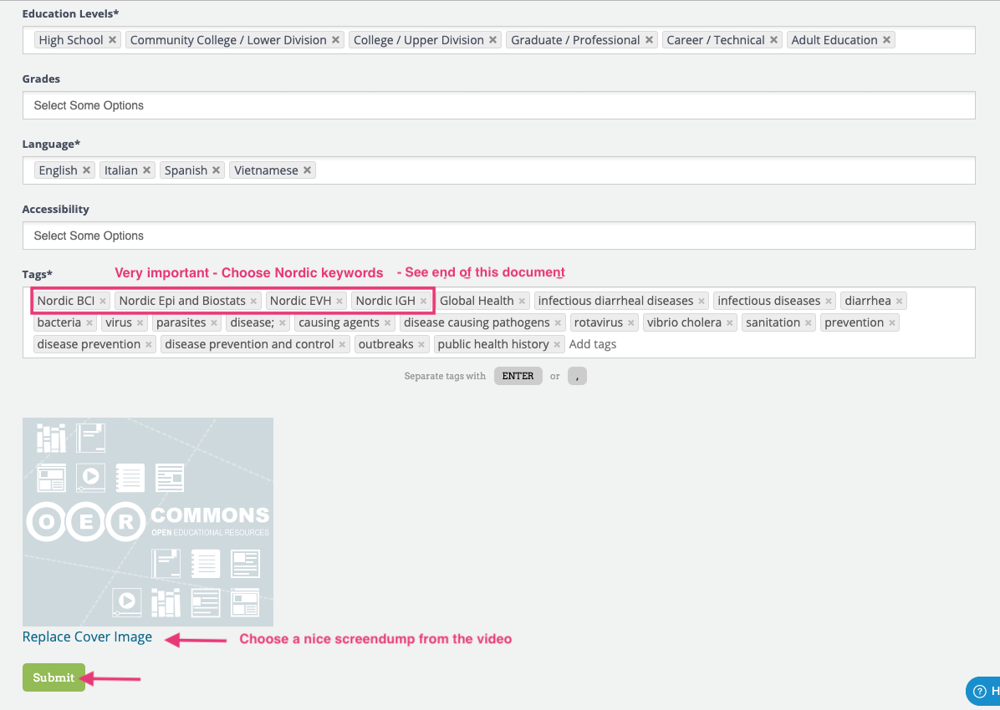 Education Levels*
High School × Community College / Lower Division × College / Upper Division × Graduate / Professional × Career / Technical × Adult Education ×
Grades
Select Some Options
Language*
English × Italian × Spanish × Vietnamese ×
Accessibility
Select Some Options
Tags* Very important - Choose Nordic keywords - See end of this document
Nordic BCI × Nordic Epi and Biostats × Nordic EVH × Nordic IGH × Global Health × infectious diarrheal diseases × infectious diseases × diarrhea ×
bacteria × virus × parasites × disease; × causing agents × disease causing pathogens × rotavirus × vibrio cholera × sanitation × prevention ×
disease prevention × disease prevention and control × outbreaks × public health history × Add tags
Separate tags with ENTER or ,
OER COMMONS
OPEN EDUCATIONAL RESOURCES
Replace Cover Image Choose a nice screendump from the video
Submit
? H